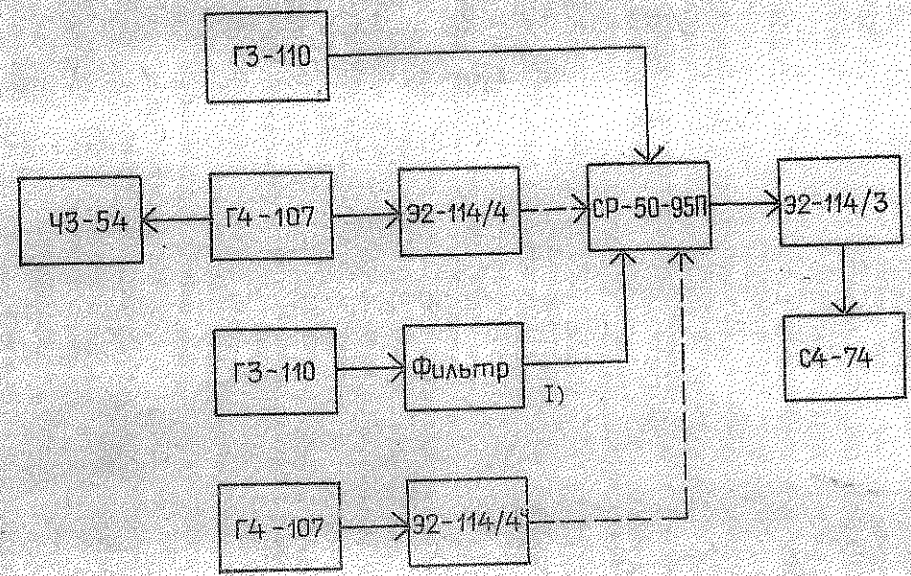 Г3-110
Ч3-54
Г4-107
Э2-114/4
СР-50-95П
Э2-114/3
Г3-110
Фильтр
I)
С4-74
Г4-107
Э2-114/4